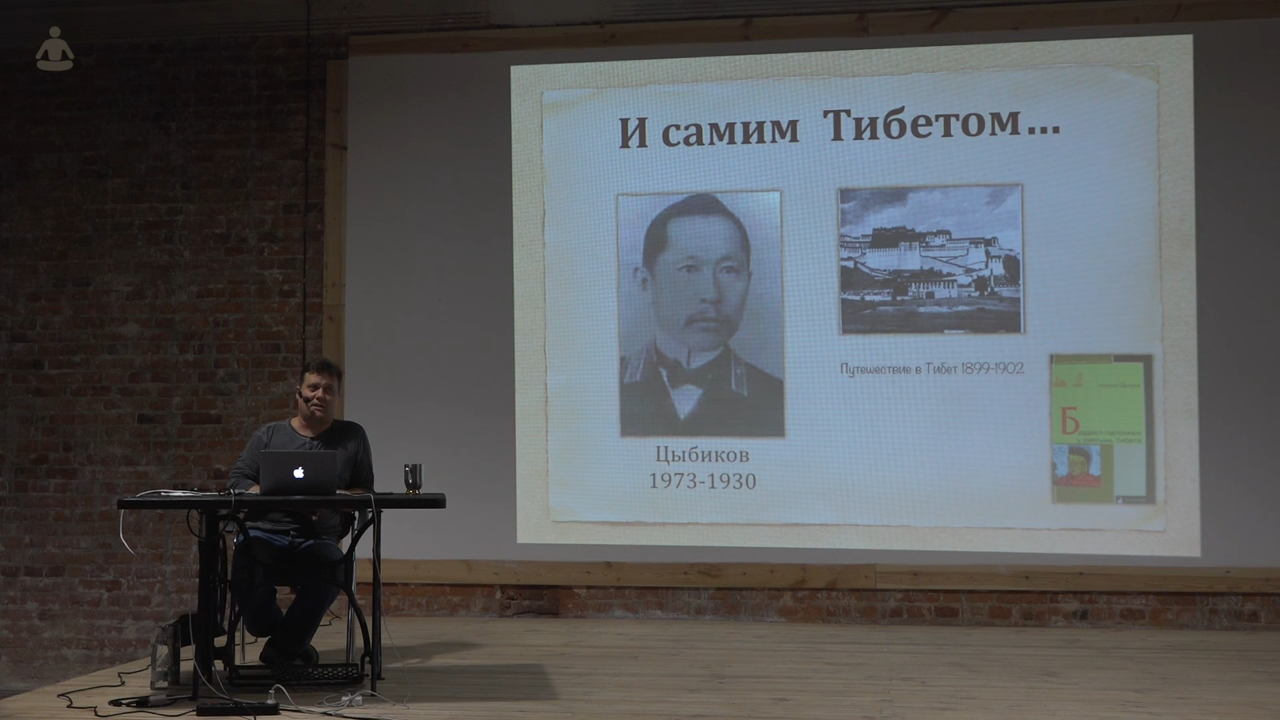 И самим Тибетом...
Цыбиков
1973-1930
Путешествие в Тибет 1899-1902
Б